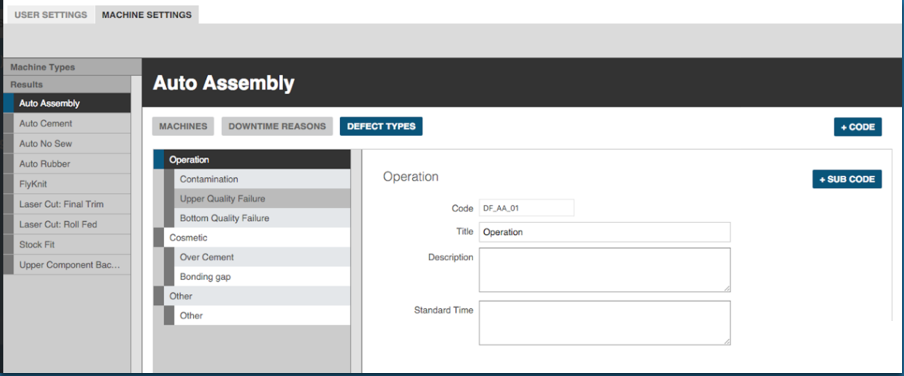 USER SETTINGS
MACHINE SETTINGS
Machine Types
Results
Auto Assembly
Auto Cement
Auto No Sew
Auto Rubber
FlyKnit
Laser Cut: Final Trim
Laser Cut: Roll Fed
Stock Fit
Upper Component Bac...
Auto Assembly
MACHINES
DOWNTIME REASONS
DEFECT TYPES
+ CODE
Operation
Contamination
Upper Quality Failure
Bottom Quality Failure
Cosmetic
Over Cement
Bonding gap
Other
Other
Operation
+ SUB CODE
Code DF_AA_01
Title Operation
Description
Standard Time